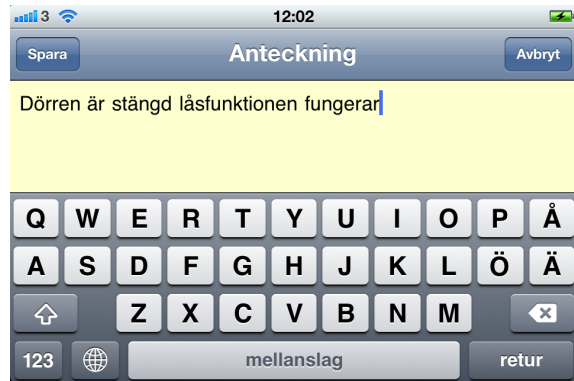 3 12:02
Spara Anteckning Avbryt
Dörren är stängd låsfunktionen fungerar
Q W E R T Y U I O P Å
A S D F G H J K L Ö Ä
Z X C V B N M
123 mellanslag retur